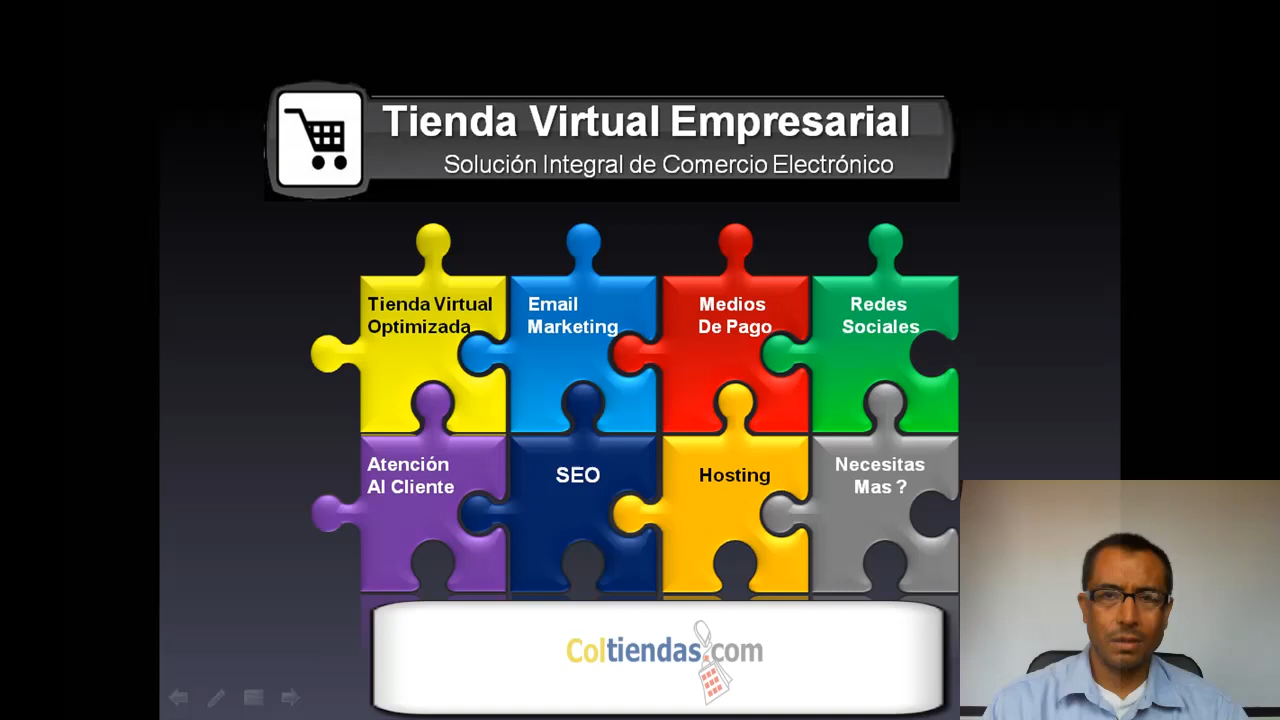 Tienda Virtual Empresarial
Solución Integral de Comercio Electrónico
Tienda Virtual
Optimizada
Email
Marketing
Medios
De Pago
Redes
Sociales
Atención
Al Cliente
SEO
Hosting
Necesitas
Mas ?
Coltiendas.com